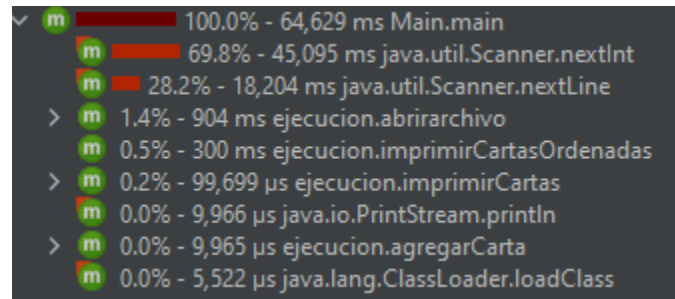 m 100.0% - 64,629 ms Main.main
m 69.8% - 45,095 ms java.util.Scanner.nextInt
m 28.2% - 18,204 ms java.util.Scanner.nextLine
m 1.4% - 904 ms ejecucion.abrirarchivo
m 0.5% - 300 ms ejecucion.imprimirCartasOrdenadas
m 0.2% - 99,699 µs ejecucion.imprimirCartas
m 0.0% - 9,966 µs java.io.PrintStream.println
m 0.0% - 9,965 µs ejecucion.agregarCarta
m 0.0% - 5,522 µs java.lang.ClassLoader.loadClass